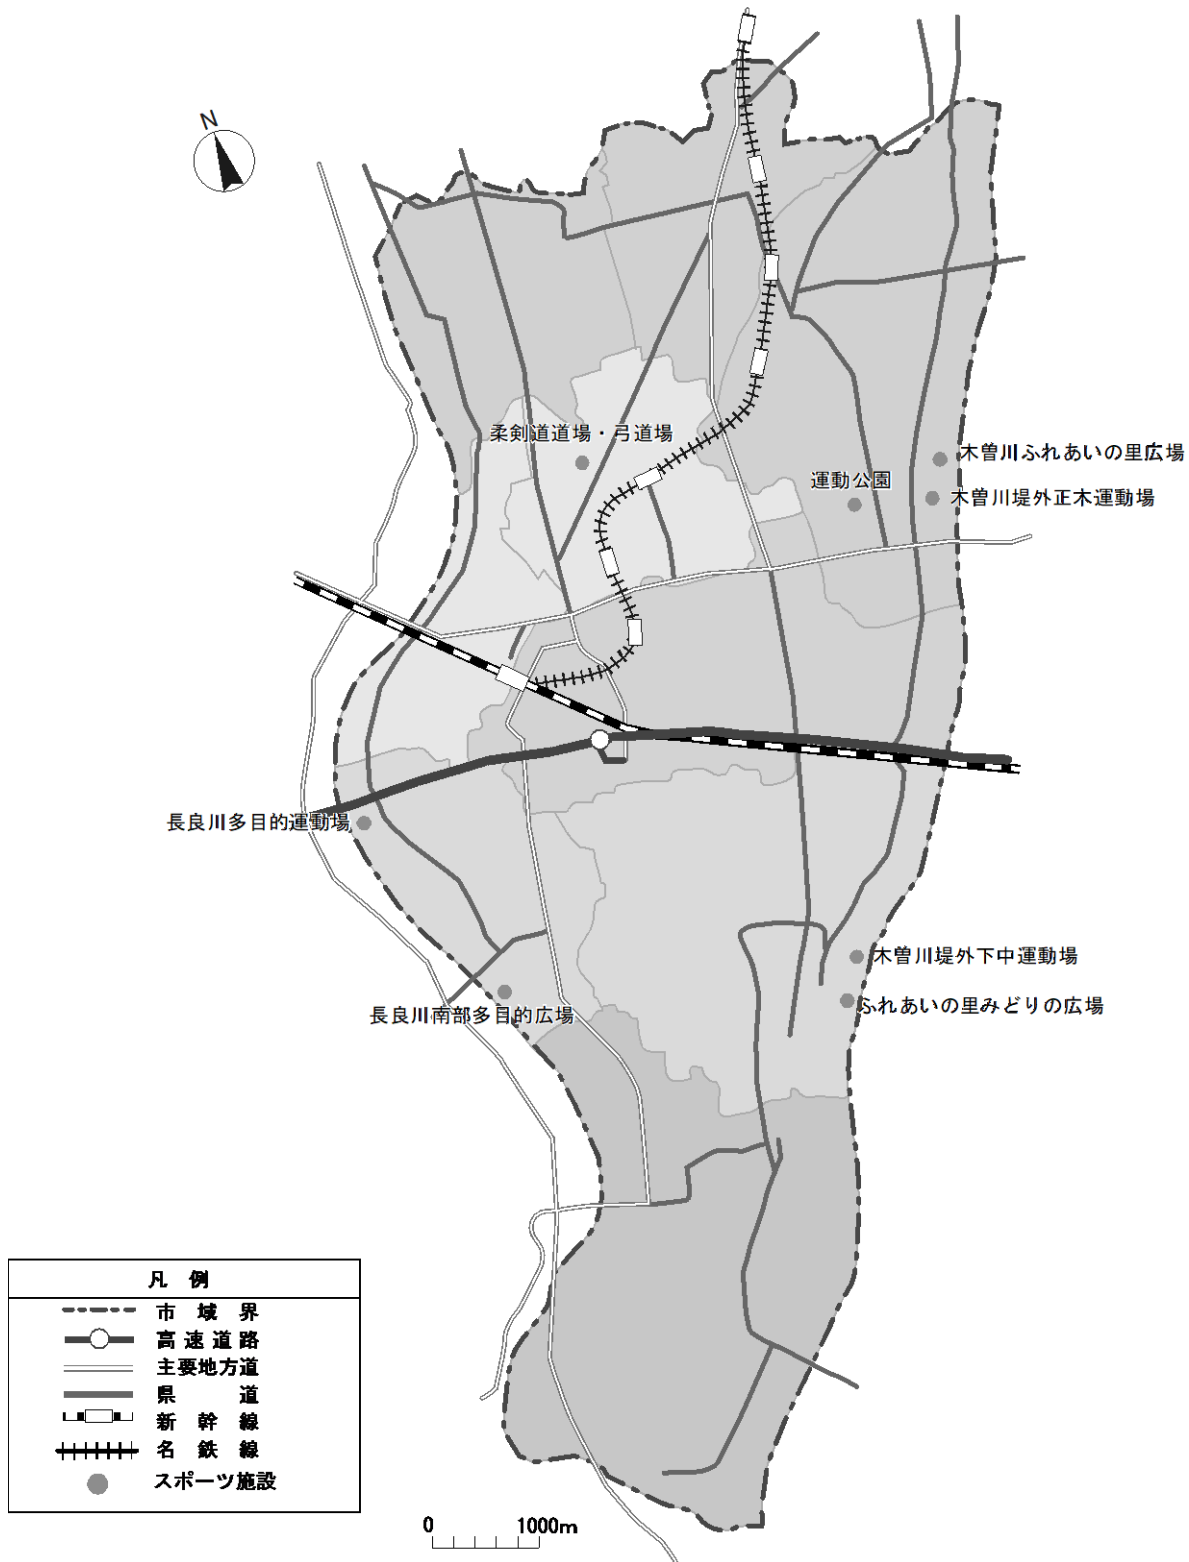 N
柔剣道道場・弓道場
木曽川ふれあいの里広場
運動公園
木曽川堤外正木運動場
長良川多目的運動場
木曽川堤外下中運動場
長良川南部多目的広場
ふれあいの里みどりの広場
凡 例
市 域 界
高速道路
主要地方道
県 道
新 幹 線
名 鉄 線
スポーツ施設
0 1000m